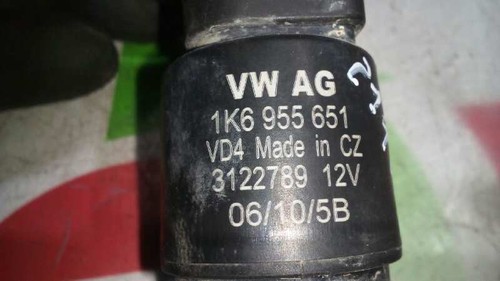 VW AG
1K6 955 651
VD4 Made in CZ
3122789 12V
06/10/5B